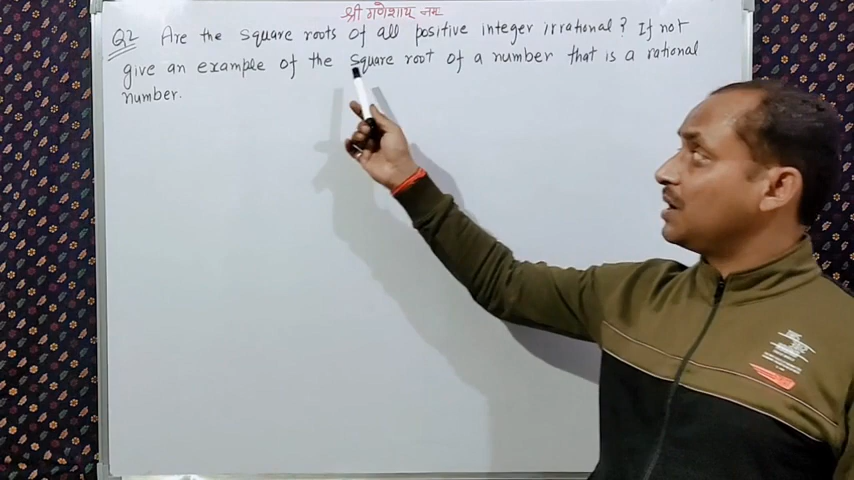 श्री गणेशाय नमः
Q2 Are the square roots of all positive integer irrational? If not
give an example of the square root of a number that is a rational
number.